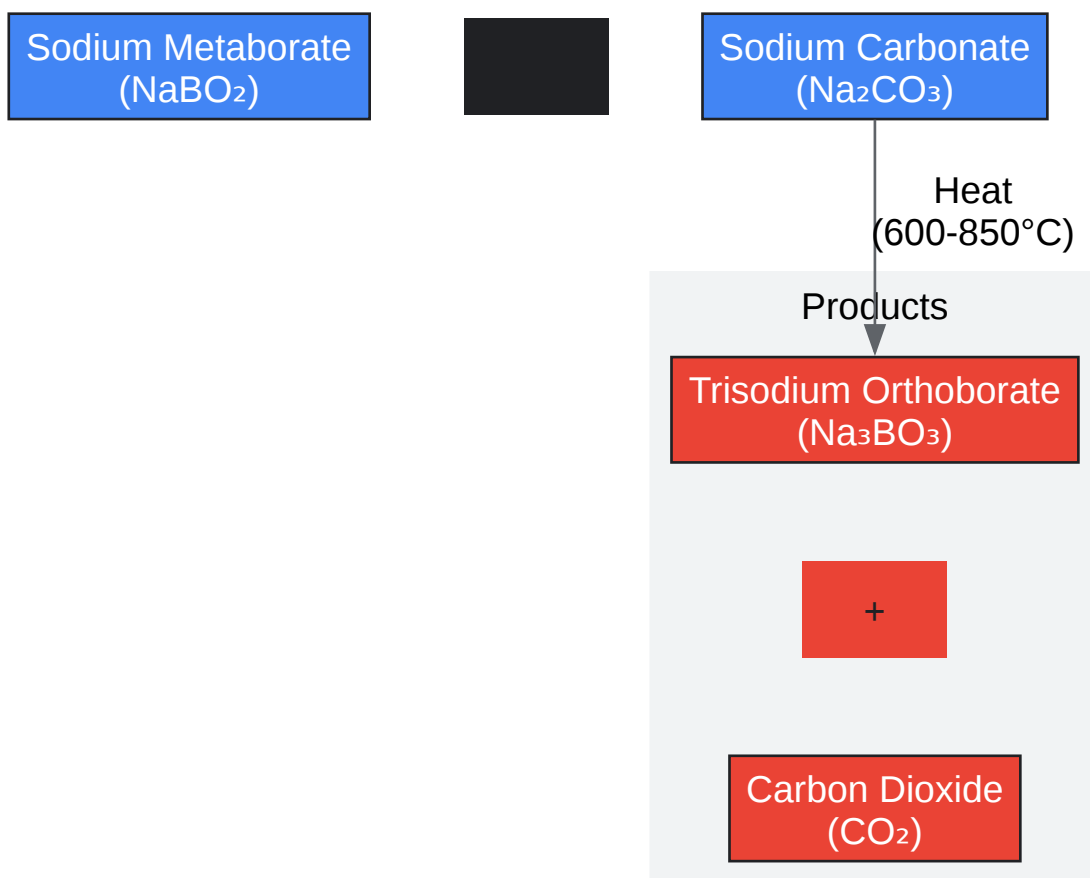 Sodium Metaborate
(NaBO₂)
Sodium Carbonate
(Na₂CO₃)
Heat
(600-850°C)
Products
Trisodium Orthoborate
(Na₃BO₃)
+
Carbon Dioxide
(CO₂)